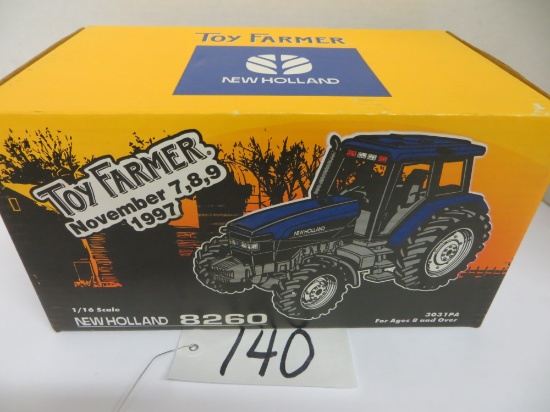 TOY FARMER
NEW HOLLAND
TOY FARMER
November 7,8,9
1997
NEW HOLLAND
1/16 Scale
NEW HOLLAND 8260
3031PA
For Ages 8 and Over
140